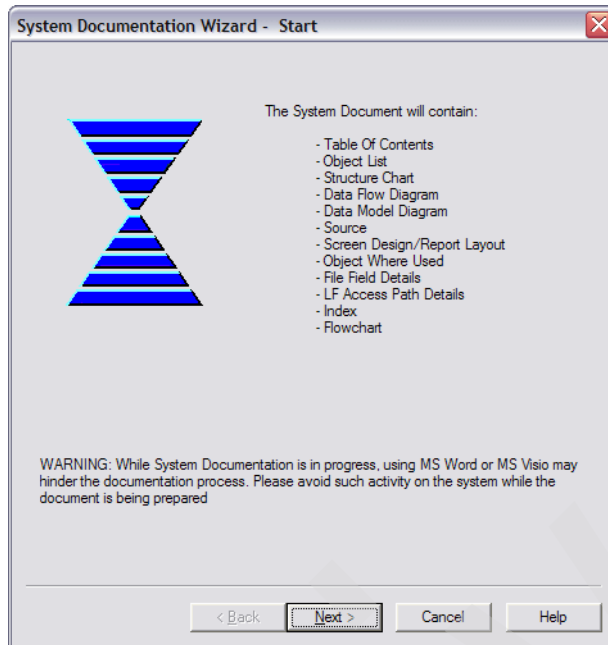 System Documentation Wizard - Start
The System Document will contain:
- Table Of Contents
- Object List
- Structure Chart
- Data Flow Diagram
- Data Model Diagram
- Source
- Screen Design/Report Layout
- Object Where Used
- File Field Details
- LF Access Path Details
- Index
- Flowchart
WARNING: While System Documentation is in progress, using MS Word or MS Visio may
hinder the documentation process. Please avoid such activity on the system while the
document is being prepared
< Back
Next >
Cancel
Help